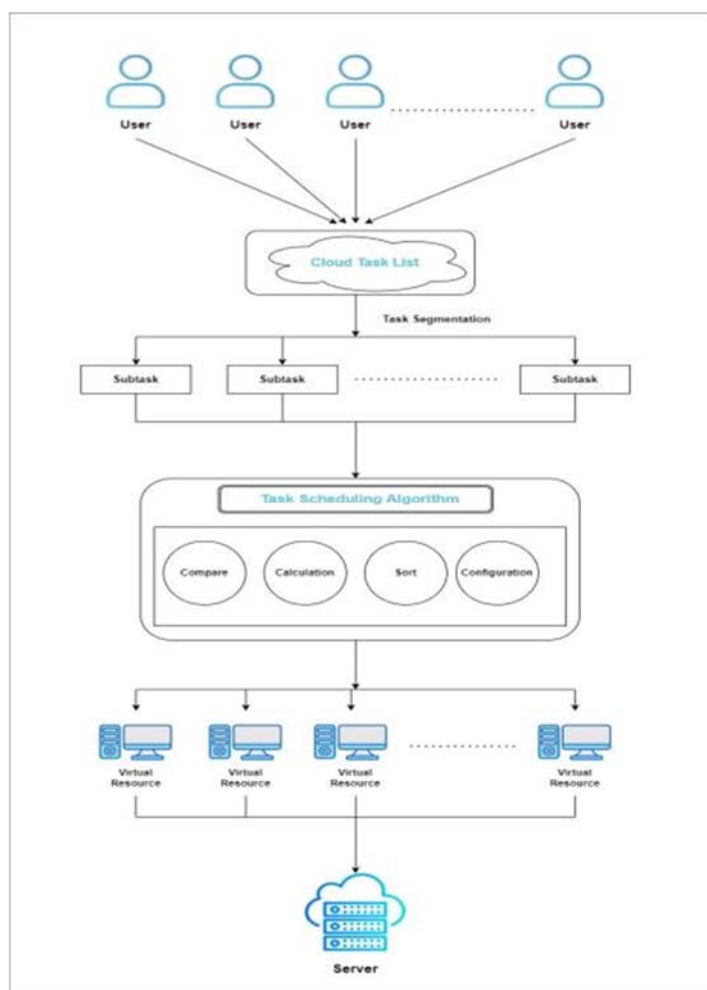 User User User User
Cloud Task List
Task Segmentation
Subtask Subtask Subtask
Task Scheduling Algorithm
Compare Calculation Sort Configuration
Virtual Virtual Virtual Virtual
Resource Resource Resource Resource
Server